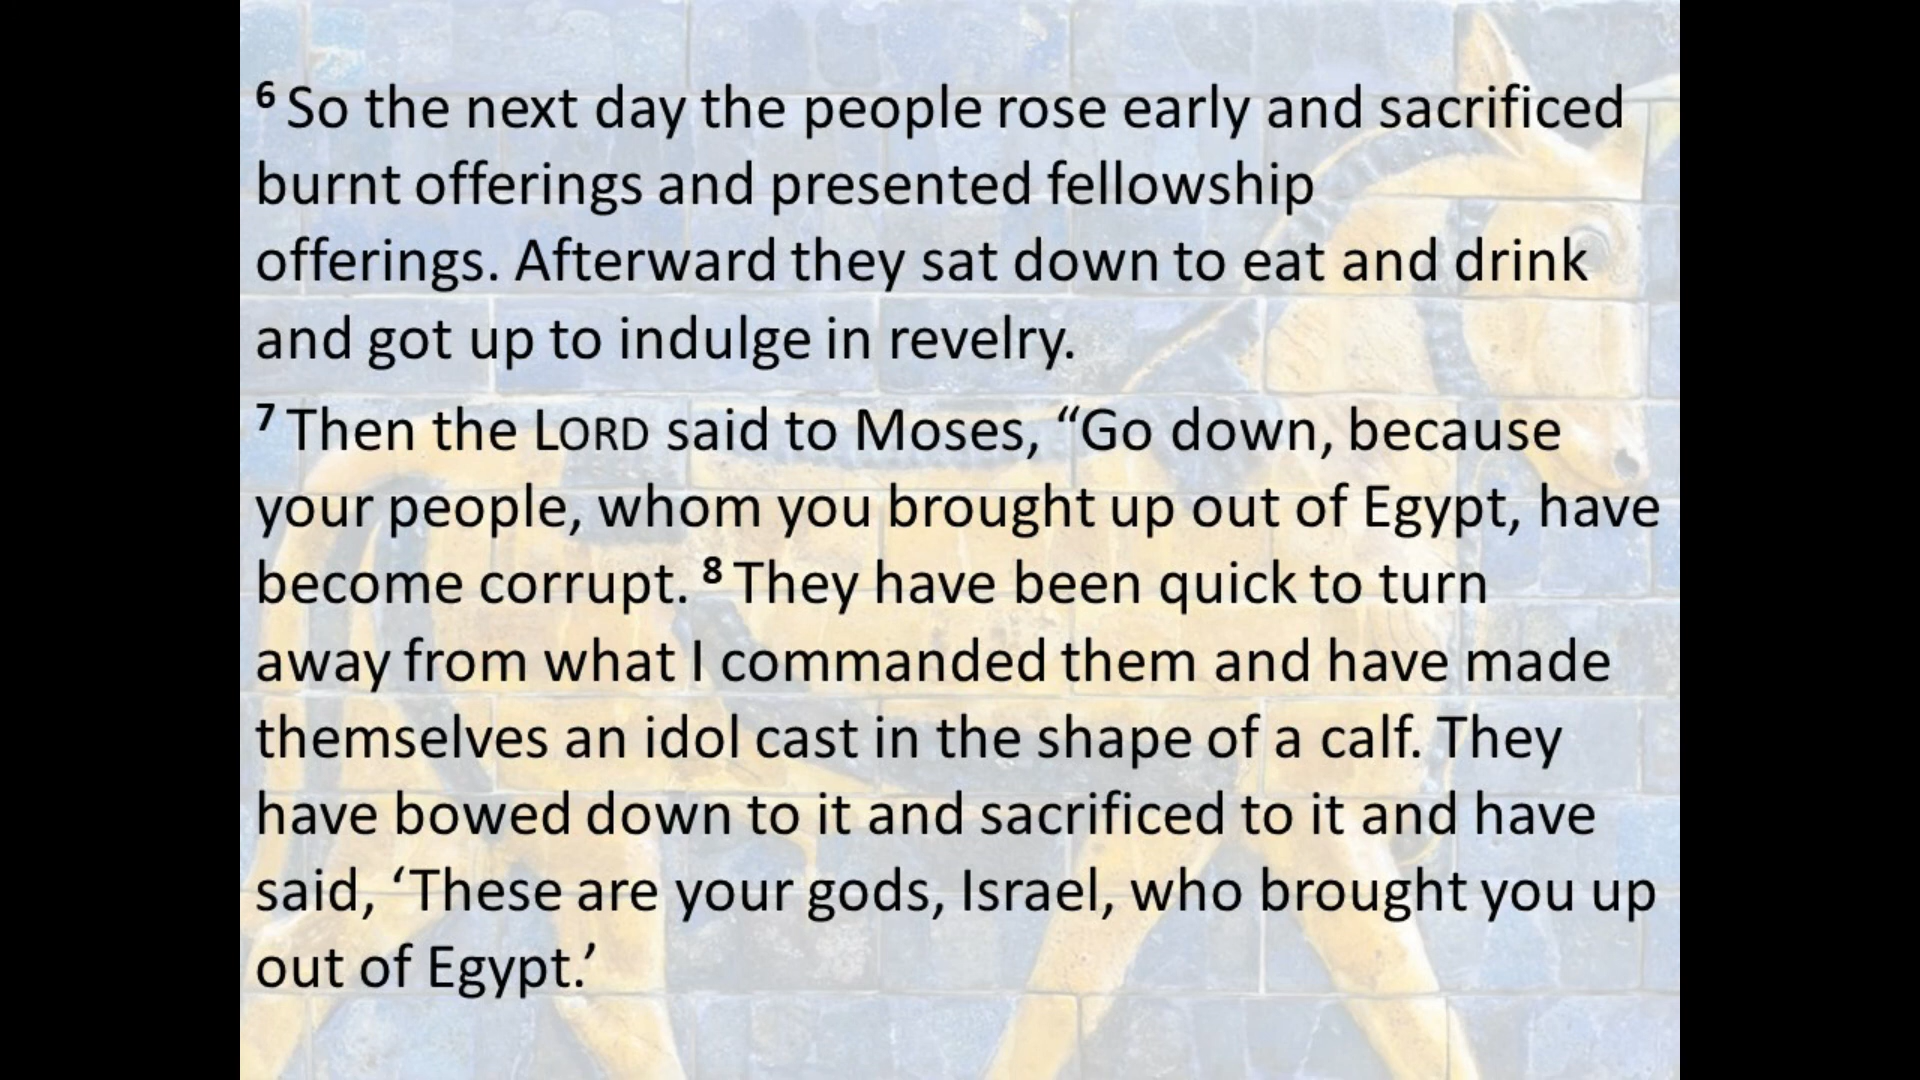 6 So the next day the people rose early and sacrificed
burnt offerings and presented fellowship
offerings. Afterward they sat down to eat and drink
and got up to indulge in revelry.
7 Then the LORD said to Moses, “Go down, because
your people, whom you brought up out of Egypt, have
become corrupt. 8 They have been quick to turn
away from what I commanded them and have made
themselves an idol cast in the shape of a calf. They
have bowed down to it and sacrificed to it and have
said, ‘These are your gods, Israel, who brought you up
out of Egypt.’